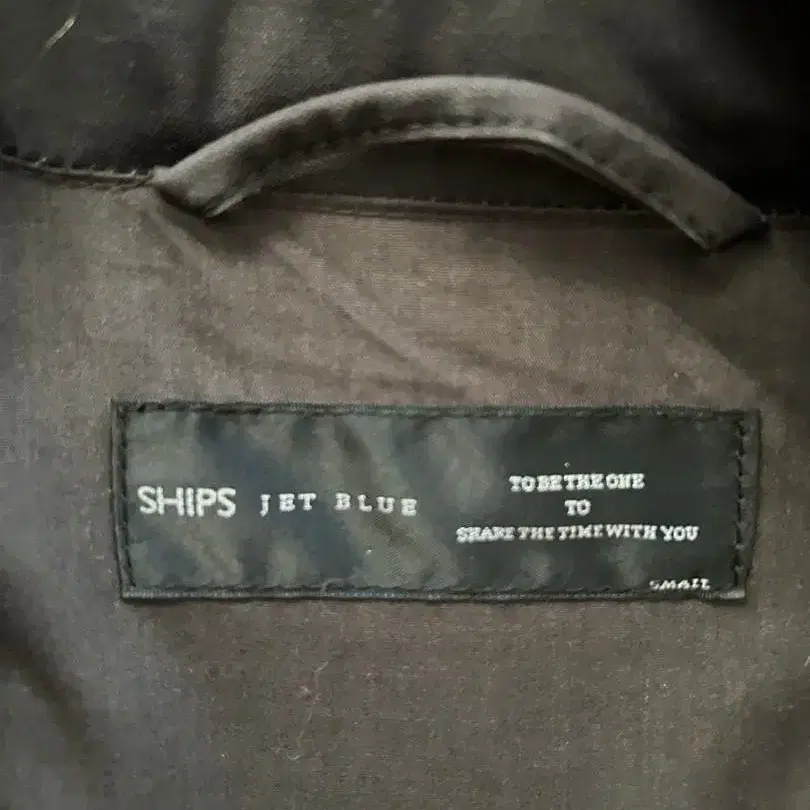 SHIPS JET BLUE
TO BE THE ONE
TO
SHARE THE TIME WITH YOU
SMALL